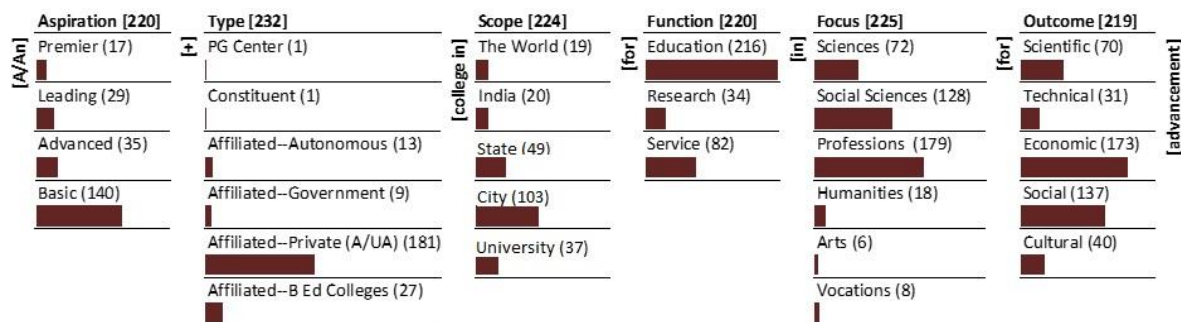 Aspiration [220] Type [232] Scope [224] Function [220] Focus [225] Outcome [219]
[A/An]
Premier (17)
Leading (29)
Advanced (35)
Basic (140)
[+]
PG Center (1)
Constituent (1)
Affiliated--Autonomous (13)
Affiliated--Government (9)
Affiliated--Private (A/UA) (181)
Affiliated--B Ed Colleges (27)
[college in]
The World (19)
India (20)
State (49)
City (103)
University (37)
[for]
Education (216)
Research (34)
Service (82)
[in]
Sciences (72)
Social Sciences (128)
Professions (179)
Humanities (18)
Arts (6)
Vocations (8)
[for]
Scientific (70)
Technical (31)
Economic (173)
Social (137)
Cultural (40)
[advancement]